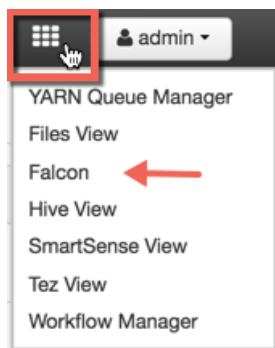 admin
YARN Queue Manager
Files View
Falcon
Hive View
SmartSense View
Tez View
Workflow Manager